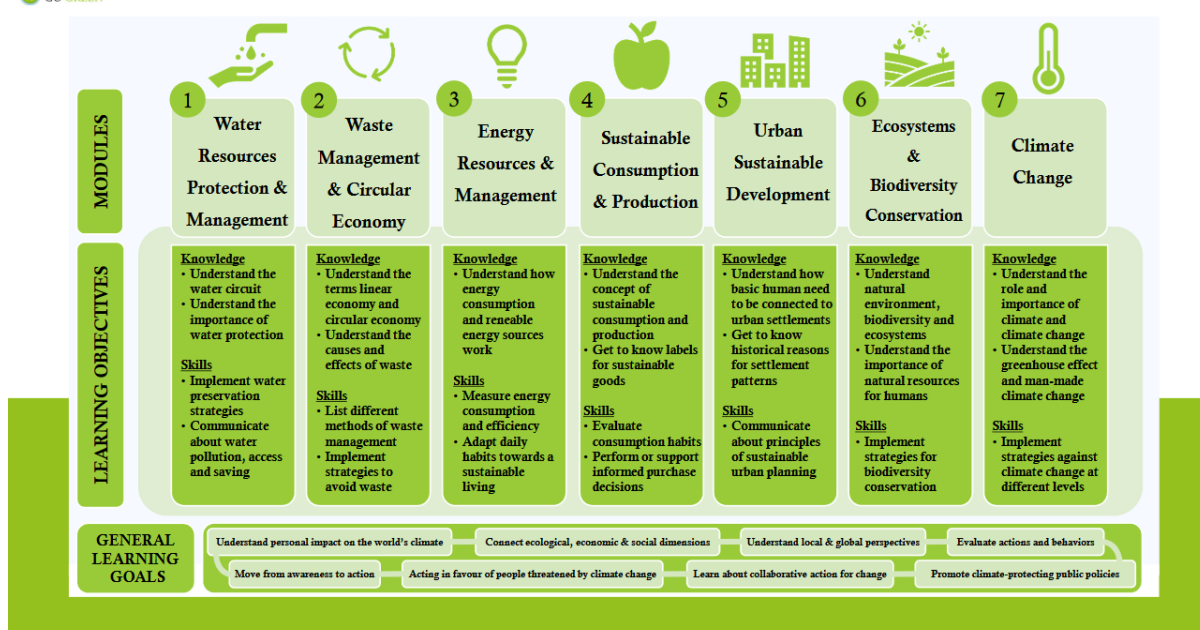 GO GREEN
MODULES
1
Water
Resources
Protection &
Management
2
Waste
Management
& Circular
Economy
3
Energy
Resources &
Management
4
Sustainable
Consumption
& Production
5
Urban
Sustainable
Development
6
Ecosystems
&
Biodiversity
Conservation
7
Climate
Change
LEARNING OBJECTIVES
Knowledge
• Understand the
water circuit
• Understand the
importance of
water protection
Skills
• Implement water
preservation
strategies
• Communicate
about water
pollution, access
and saving
Knowledge
• Understand the
terms linear
economy and
circular economy
• Understand the
causes and
effects of waste
Skills
• List different
methods of waste
management
• Implement
strategies to
avoid waste
Knowledge
• Understand how
energy
consumption
and reneable
energy sources
work
Skills
• Measure energy
consumption
and efficiency
• Adapt daily
habits towards a
sustainable
living
Knowledge
• Understand the
concept of
sustainable
consumption and
production
• Get to know labels
for sustainable
goods
Skills
• Evaluate
consumption habits
• Perform or support
informed purchase
decisions
Knowledge
• Understand how
basic human need
to be connected to
urban settlements
• Get to know
historical reasons
for settlement
patterns
Skills
• Communicate
about principles
of sustainable
urban planning
Knowledge
• Understand
natural
environment,
biodiversity and
ecosystems
• Understand the
importance of
natural resources
for humans
Skills
• Implement
strategies for
biodiversity
conservation
Knowledge
• Understand the
role and
importance of
climate and
climate change
• Understand the
greenhouse effect
and man-made
climate change
Skills
• Implement
strategies against
climate change at
different levels
GENERAL
LEARNING
GOALS
Understand personal impact on the world's climate
Connect ecological, economic & social dimensions
Understand local & global perspectives
Evaluate actions and behaviors
Move from awareness to action
Acting in favour of people threatened by climate change
Learn about collaborative action for change
Promote climate-protecting public policies